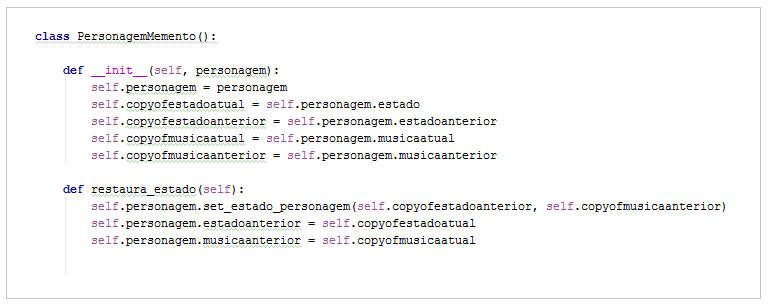 class PersonagemMemento():
def __init__(self, personagem):
self.personagem = personagem
self.copyofestadoatual = self.personagem.estado
self.copyofestadoanterior = self.personagem.estadoanterior
self.copyofmusicaatual = self.personagem.musicaatual
self.copyofmusicaanterior = self.personagem.musicaanterior
def restaura_estado(self):
self.personagem.set_estado_personagem(self.copyofestadoanterior, self.copyofmusicaanterior)
self.personagem.estadoanterior = self.copyofestadoatual
self.personagem.musicaanterior = self.copyofmusicaatual